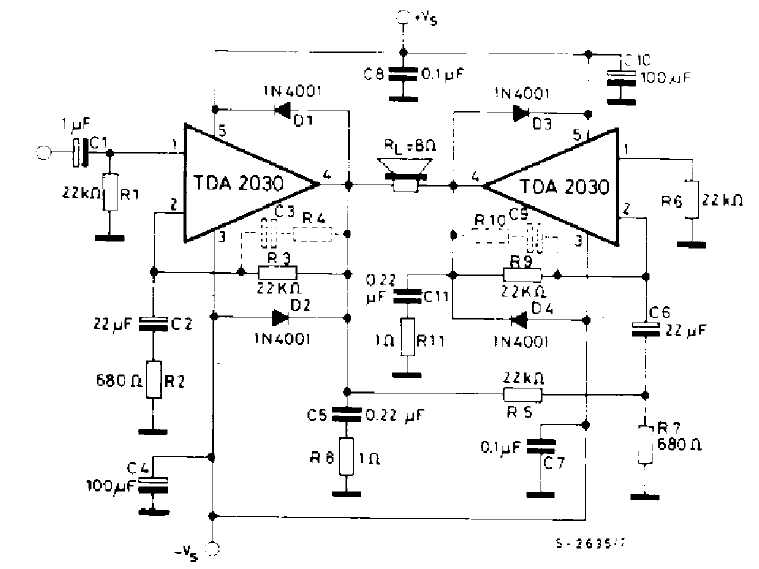 +Vs
C8 0.1µF
C10
100µF
1N4001
D1
1N4001
D3
1µF
C1
1
5
4
RL=8Ω
4
5
1
22kΩ
R1
TDA 2030
TDA 2030
R6
22kΩ
2
3
C3
R4
R10
C9
3
2
R3
22KΩ
R9
22KΩ
0.22
µF
C11
22µF
C2
D2
1N4001
1Ω
R11
D4
1N4001
C6
22µF
680Ω
R2
22kΩ
R5
C5
0.22 µF
R7
680Ω
C4
100µF
R8
1Ω
0.1µF
C7
-Vs